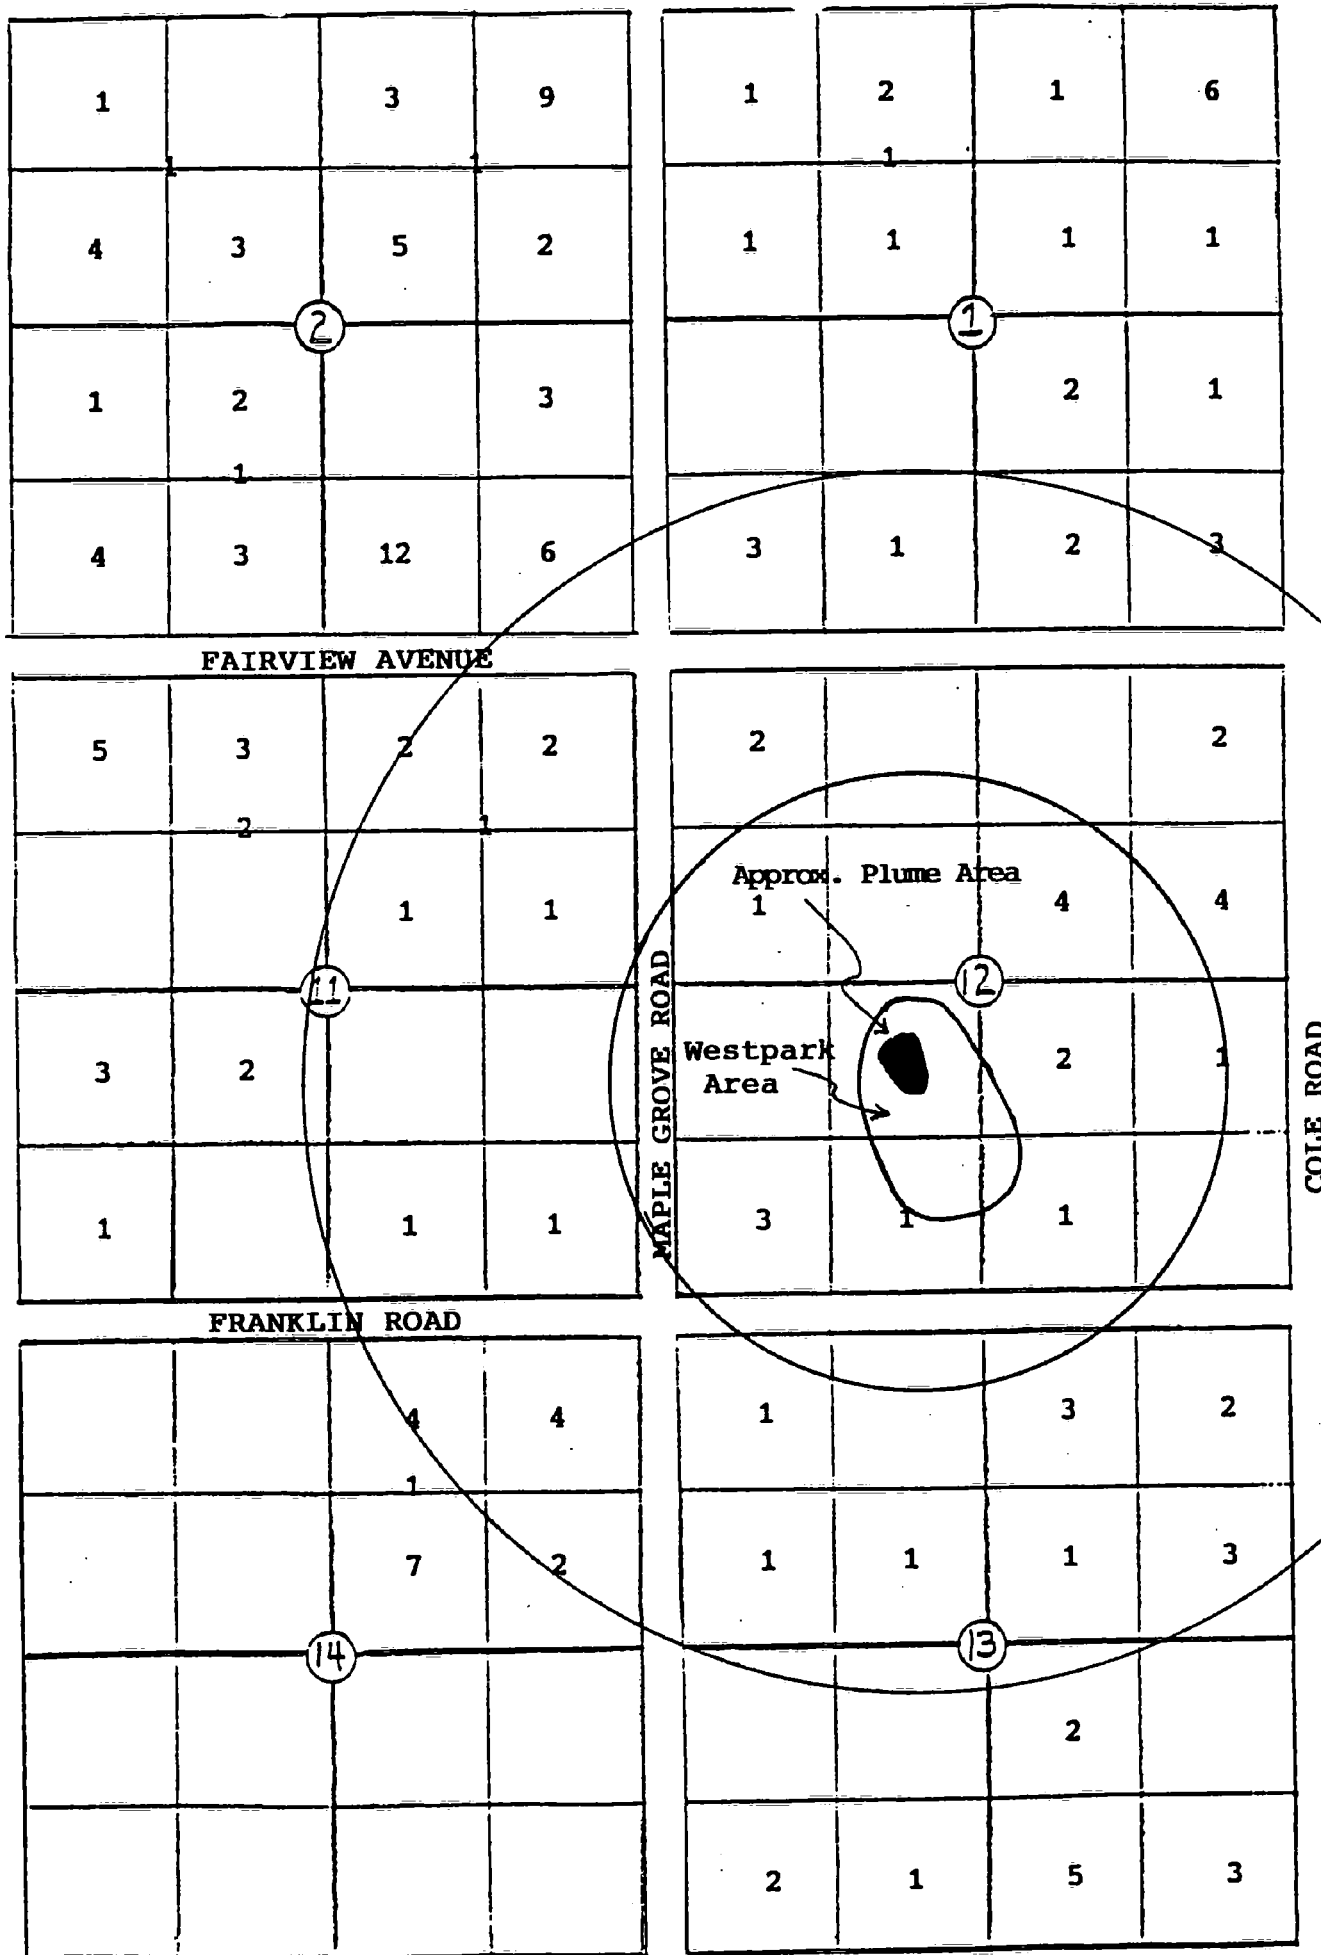 1 3 9 1 2 1 6
1 1 1
4 3 5 2 1 1 1 1
2 1
1 2 3 2 1
1
4 3 12 6 3 1 2 3
FAIRVIEW AVENUE
5 3 2 2 2 2
2 1
Approx. Plume Area
1 1 1 4 4
11 12
MAPLE GROVE ROAD
COLE ROAD
Westpark
Area
3 2 2 1
1 1 1 3 1 1
FRANKLIN ROAD
4 4 1 3 2
1
7 2 1 1 1 3
14 13
2
2 1 5 3